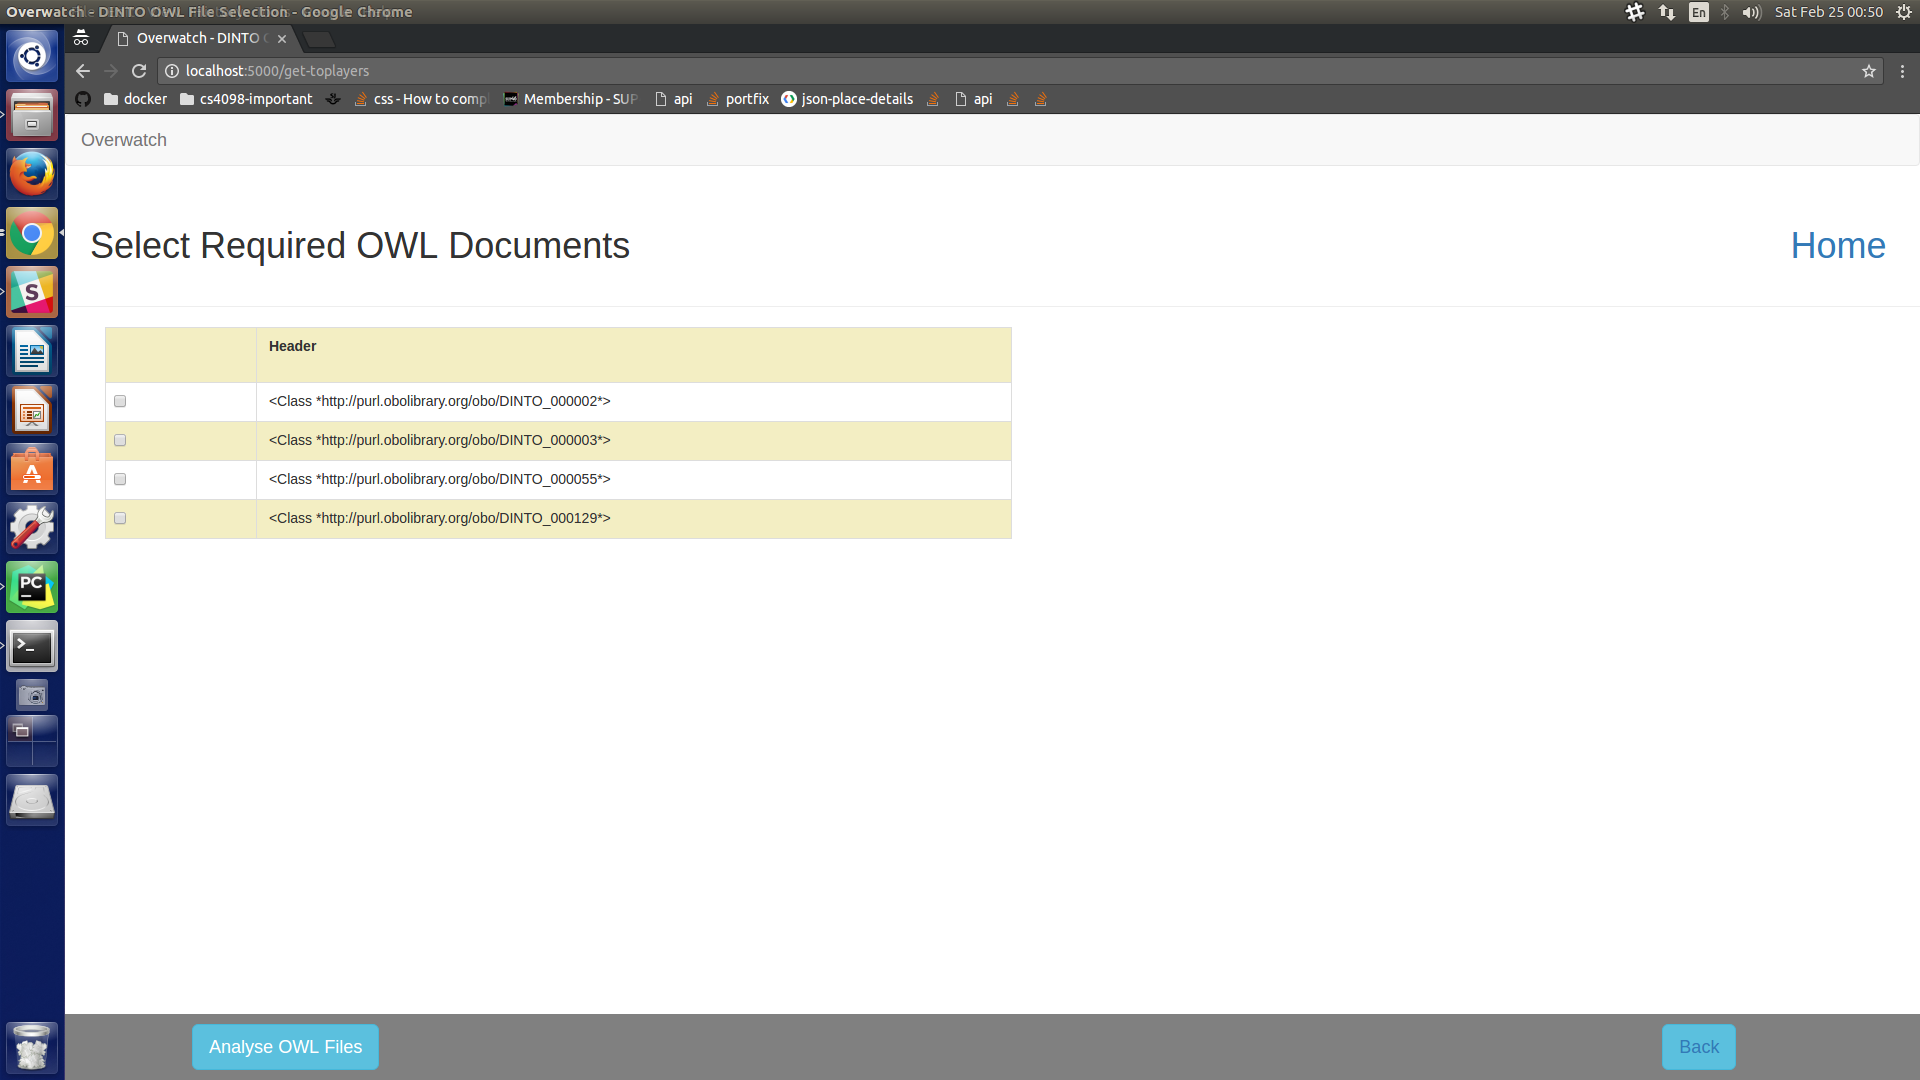 Overwatch - DINTO OWL File Selection - Google Chrome
En
Sat Feb 25 00:50
Overwatch - DINTO
localhost:5000/get-toplayers
docker
cs4098-important
css - How to comp
Membership - SUP
api
portfix
json-place-details
api
Overwatch
Select Required OWL Documents
Home
Header
<Class *http://purl.obolibrary.org/obo/DINTO_000002*>
<Class *http://purl.obolibrary.org/obo/DINTO_000003*>
<Class *http://purl.obolibrary.org/obo/DINTO_000055*>
<Class *http://purl.obolibrary.org/obo/DINTO_000129*>
S
A
PC
>_
Analyse OWL Files
Back